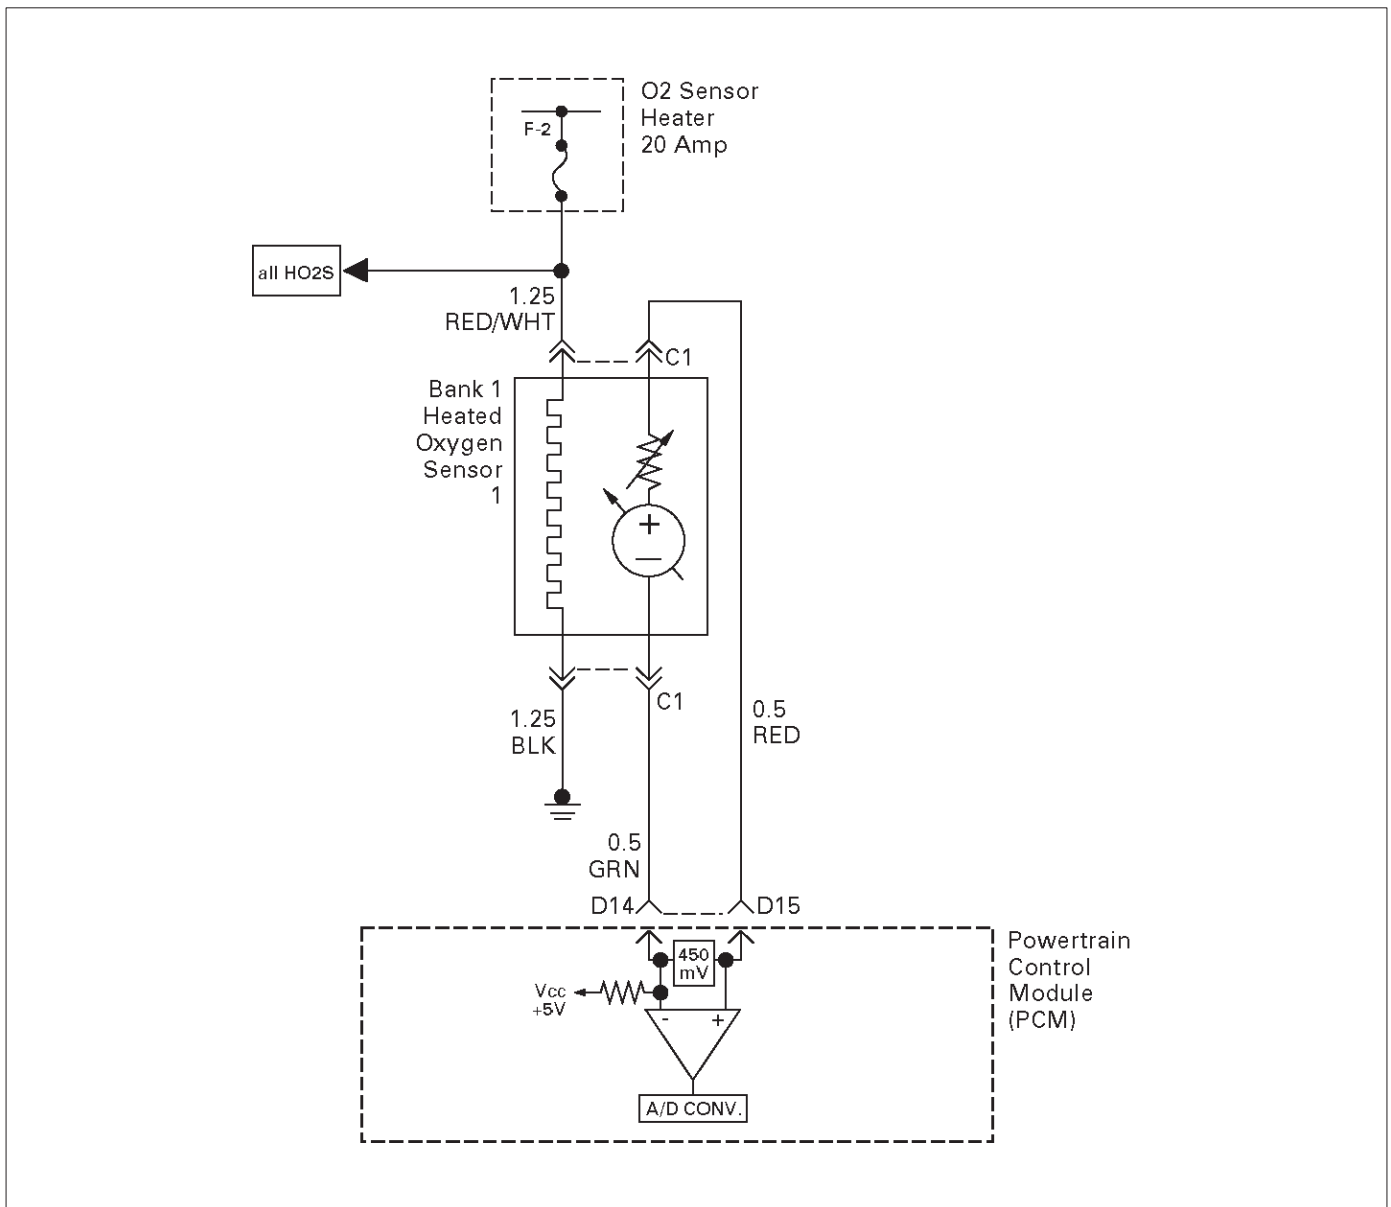 O2 Sensor
Heater
20 Amp
F-2
all HO2S
1.25
RED/WHT
C1
Bank 1
Heated
Oxygen
Sensor
1
+
−
C1
1.25
BLK
0.5
RED
0.5
GRN
D14
D15
Powertrain
Control
Module
(PCM)
450
mV
Vcc
+5V
- +
A/D CONV.